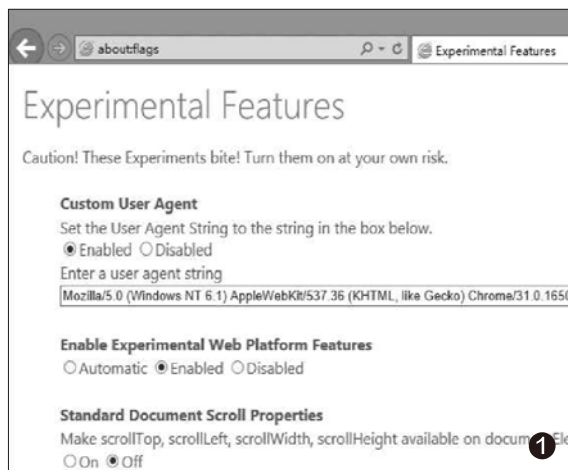 about:flags
Experimental Features
Experimental Features
Caution! These Experiments bite! Turn them on at your own risk.
Custom User Agent
Set the User Agent String to the string in the box below.
Enabled Disabled
Enter a user agent string
Mozilla/5.0 (Windows NT 6.1) AppleWebKit/537.36 (KHTML, like Gecko) Chrome/31.0.1650
Enable Experimental Web Platform Features
Automatic Enabled Disabled
Standard Document Scroll Properties
Make scrollTop, scrollLeft, scrollWidth, scrollHeight available on
On Off
1